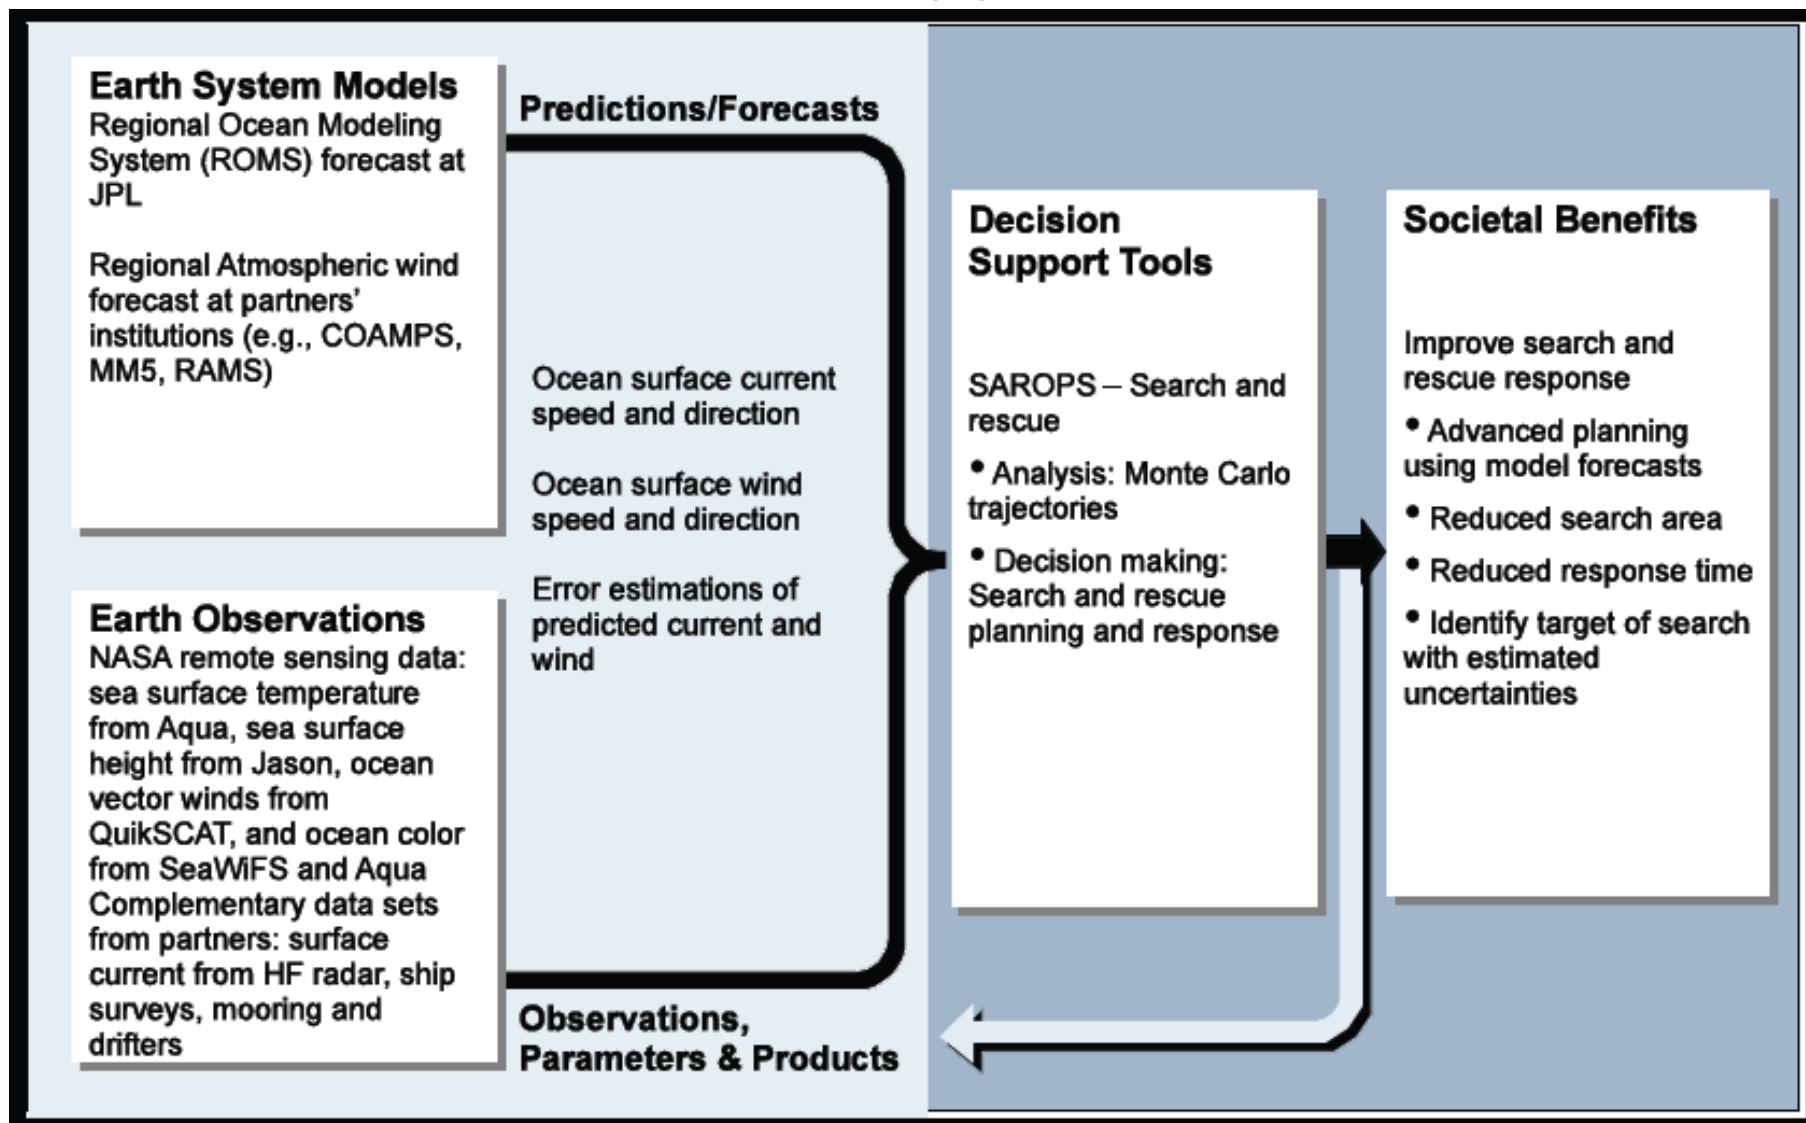 Earth System Models
Regional Ocean Modeling
System (ROMS) forecast at
JPL
Regional Atmospheric wind
forecast at partners’
institutions (e.g., COAMPS,
MM5, RAMS)
Predictions/Forecasts
Ocean surface current
speed and direction
Ocean surface wind
speed and direction
Error estimations of
predicted current and
wind
Earth Observations
NASA remote sensing data:
sea surface temperature
from Aqua, sea surface
height from Jason, ocean
vector winds from
QuikSCAT, and ocean color
from SeaWiFS and Aqua
Complementary data sets
from partners: surface
current from HF radar, ship
surveys, mooring and
drifters
Observations,
Parameters & Products
Decision
Support Tools
SAROPS – Search and
rescue
• Analysis: Monte Carlo
trajectories
• Decision making:
Search and rescue
planning and response
Societal Benefits
Improve search and
rescue response
• Advanced planning
using model forecasts
• Reduced search area
• Reduced response time
• Identify target of search
with estimated
uncertainties